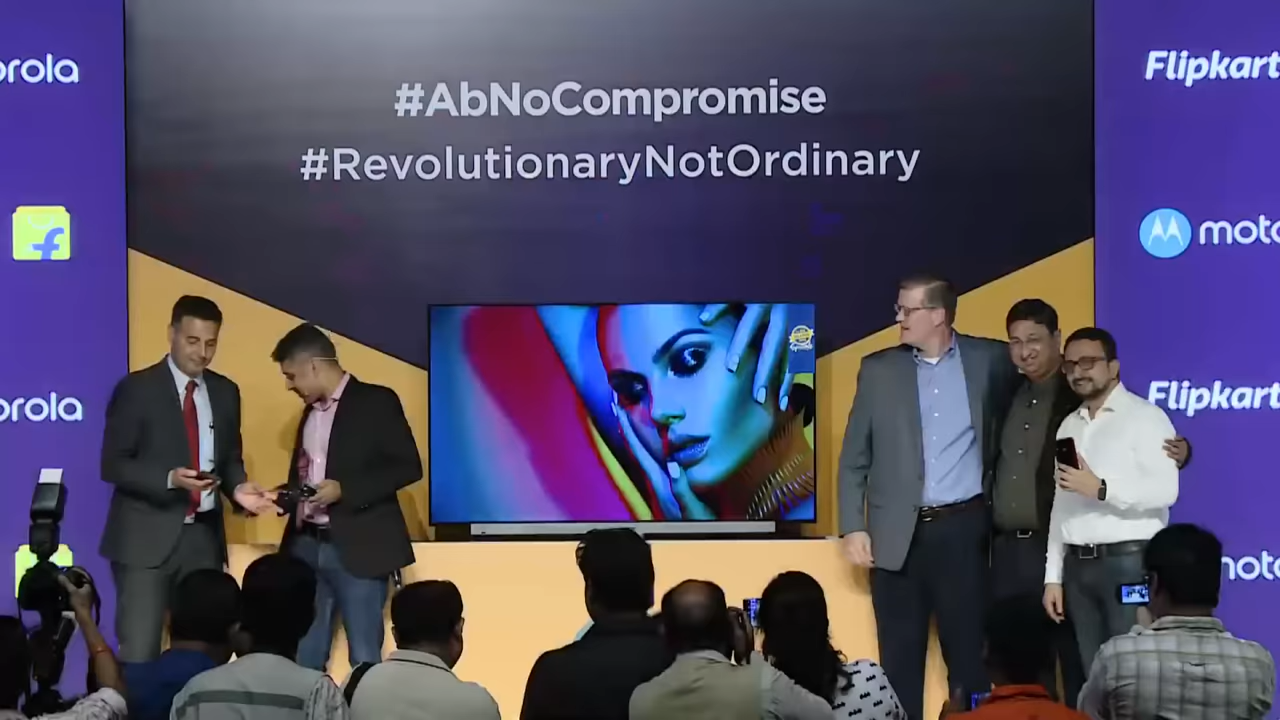 #AbNoCompromise
#RevolutionaryNotOrdinary
orola
orola
Flipkart
moto
Flipkart
moto